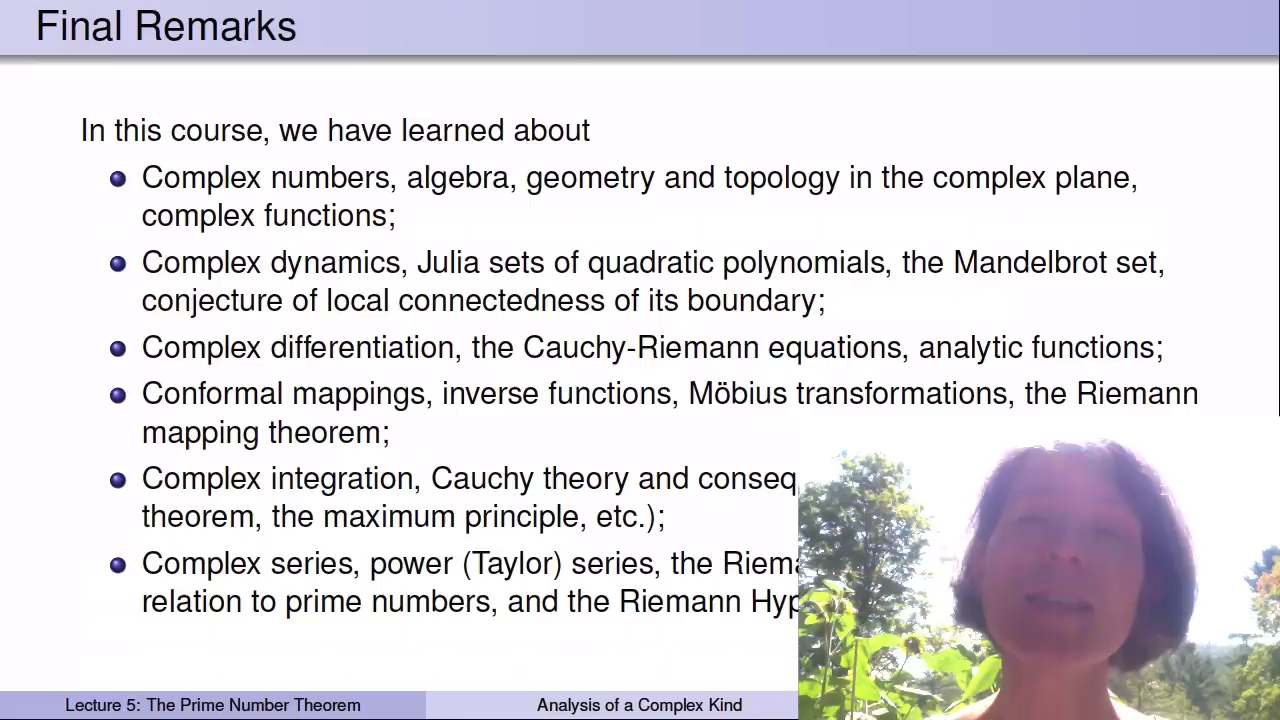 Final Remarks
In this course, we have learned about
Complex numbers, algebra, geometry and topology in the complex plane,
complex functions;
Complex dynamics, Julia sets of quadratic polynomials, the Mandelbrot set,
conjecture of local connectedness of its boundary;
Complex differentiation, the Cauchy-Riemann equations, analytic functions;
Conformal mappings, inverse functions, Möbius transformations, the Riemann
mapping theorem;
Complex integration, Cauchy theory and
theorem, the maximum principle, etc.);
Complex series, power (Taylor) series, the
relation to prime numbers, and the Riemann
Lecture 5: The Prime Number Theorem
Analysis of a Complex Kind